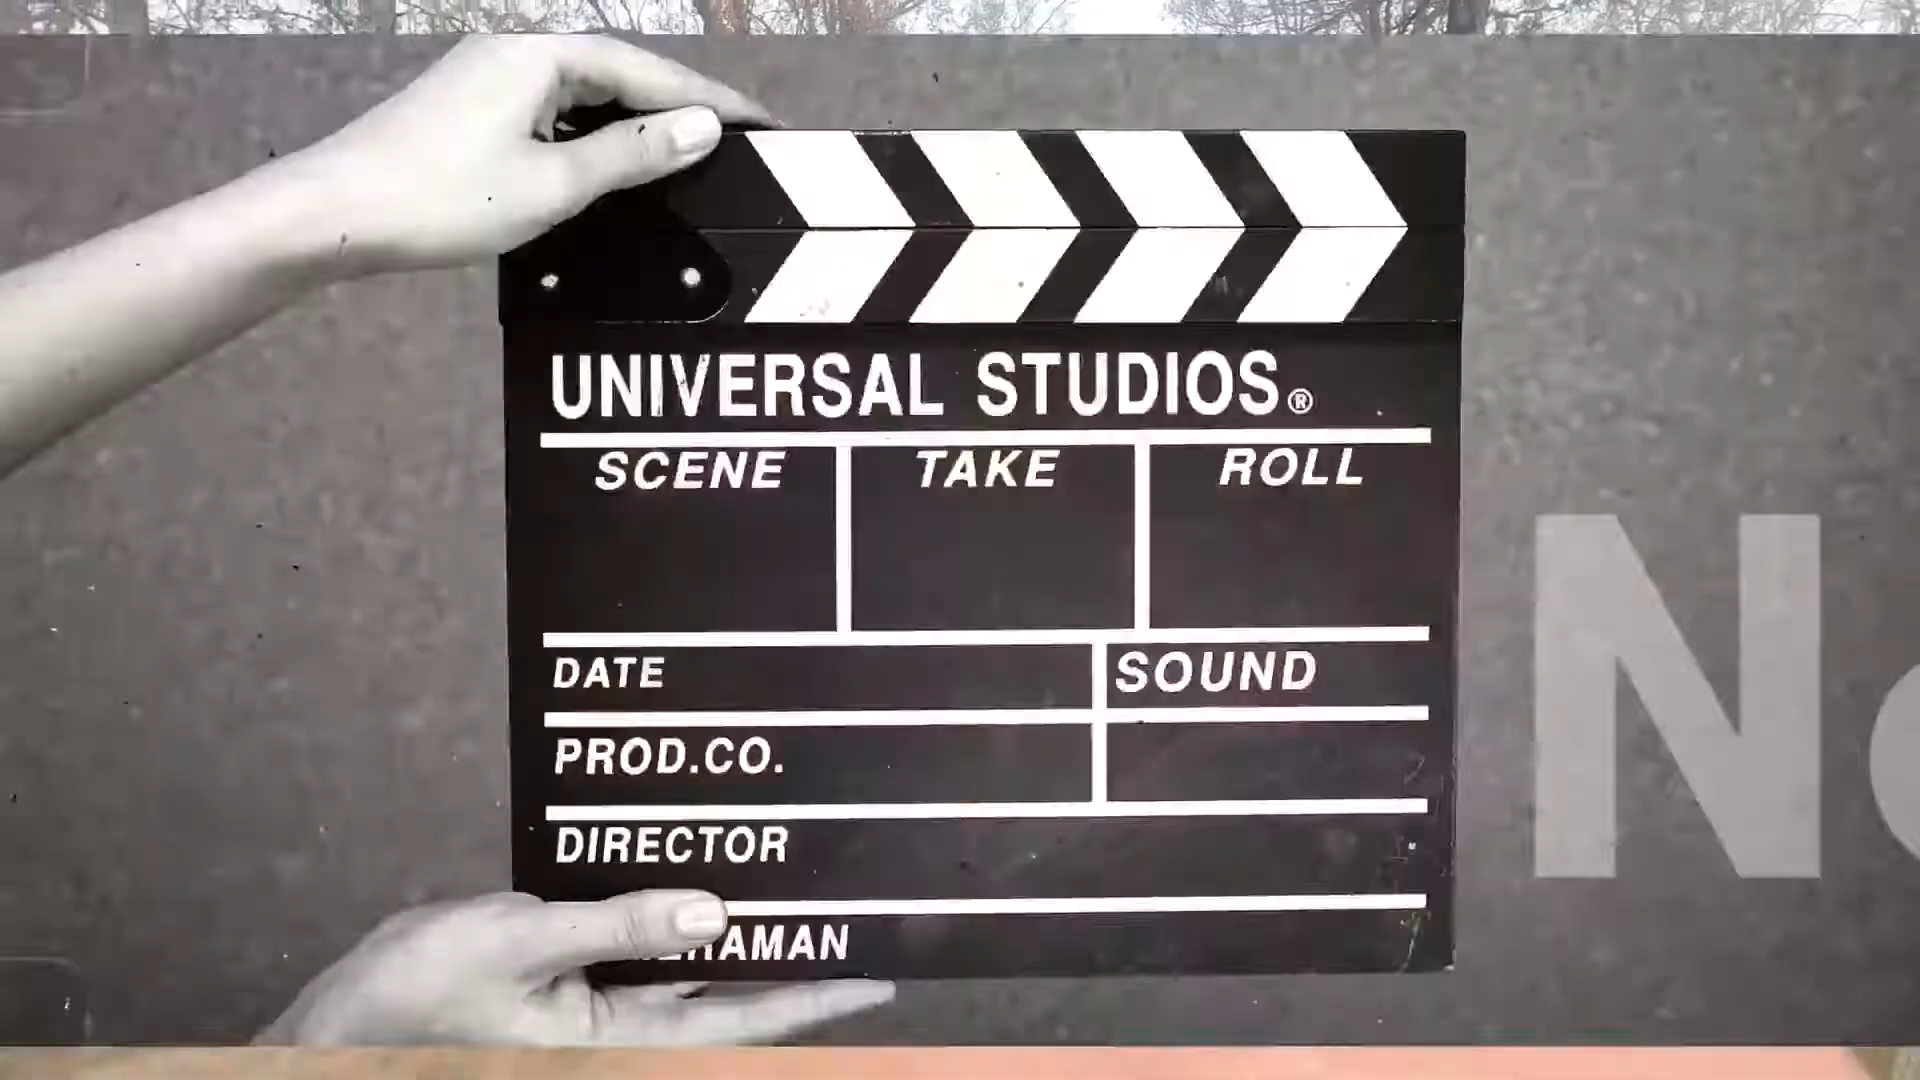 UNIVERSAL STUDIOS®
SCENE TAKE ROLL
DATE SOUND
PROD.CO.
DIRECTOR